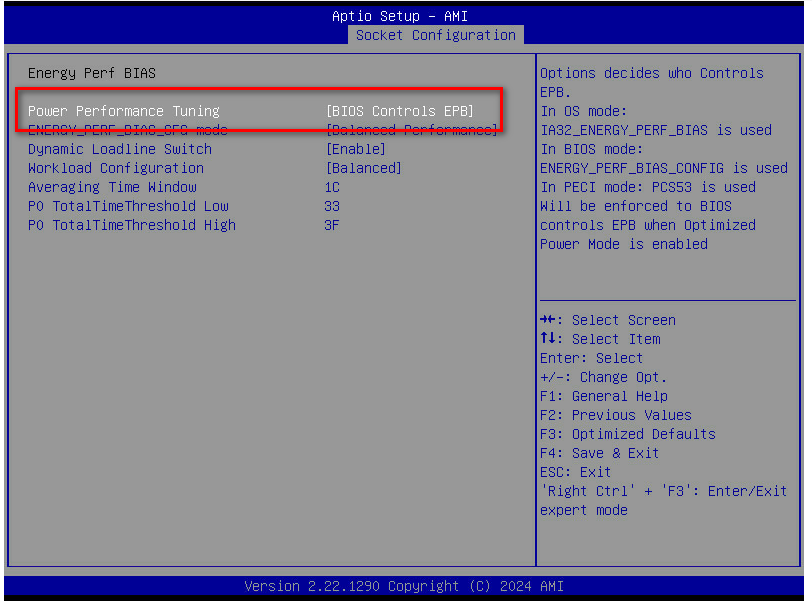 Aptio Setup - AMI
Socket Configuration
Energy Perf BIAS
Power Performance Tuning [BIOS Controls EPB]
ENERGY_PERF_BIAS_CFG mode [Balanced Performance]
Dynamic Loadline Switch [Enable]
Workload Configuration [Balanced]
Averaging Time Window 1C
P0 TotalTimeThreshold Low 33
P0 TotalTimeThreshold High 3F
Options decides who Controls
EPB.
In OS mode:
IA32_ENERGY_PERF_BIAS is used
In BIOS mode:
ENERGY_PERF_BIAS_CONFIG is used
In PECI mode: PCS53 is used
Will be enforced to BIOS
controls EPB when Optimized
Power Mode is enabled
→←: Select Screen
↑↓: Select Item
Enter: Select
+/-: Change Opt.
F1: General Help
F2: Previous Values
F3: Optimized Defaults
F4: Save & Exit
ESC: Exit
'Right Ctrl' + 'F3': Enter/Exit
expert mode
Version 2.22.1290 Copyright (C) 2024 AMI